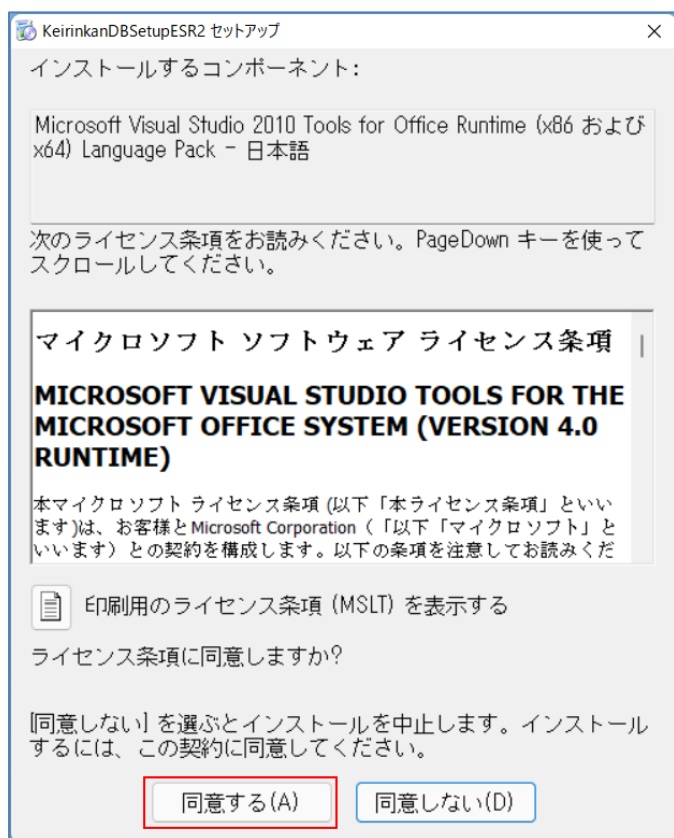 KeirinkanDBSetupESR2 セットアップ
インストールするコンポーネント:
Microsoft Visual Studio 2010 Tools for Office Runtime (x86 および
x64) Language Pack - 日本語
次のライセンス条項をお読みください。PageDown キーを使って
スクロールしてください。
マイクロソフト ソフトウェア ライセンス条項
MICROSOFT VISUAL STUDIO TOOLS FOR THE
MICROSOFT OFFICE SYSTEM (VERSION 4.0
RUNTIME)
本マイクロソフト ライセンス条項 (以下「本ライセンス条項」といい
ます)は、お客様とMicrosoft Corporation (「以下「マイクロソフト」と
いいます) との契約を構成します。以下の条項を注意してお読みくだ
印刷用のライセンス条項 (MSLT) を表示する
ライセンス条項に同意しますか?
[同意しない] を選ぶとインストールを中止します。インストール
するには、この契約に同意してください。
同意する(A)
同意しない(D)